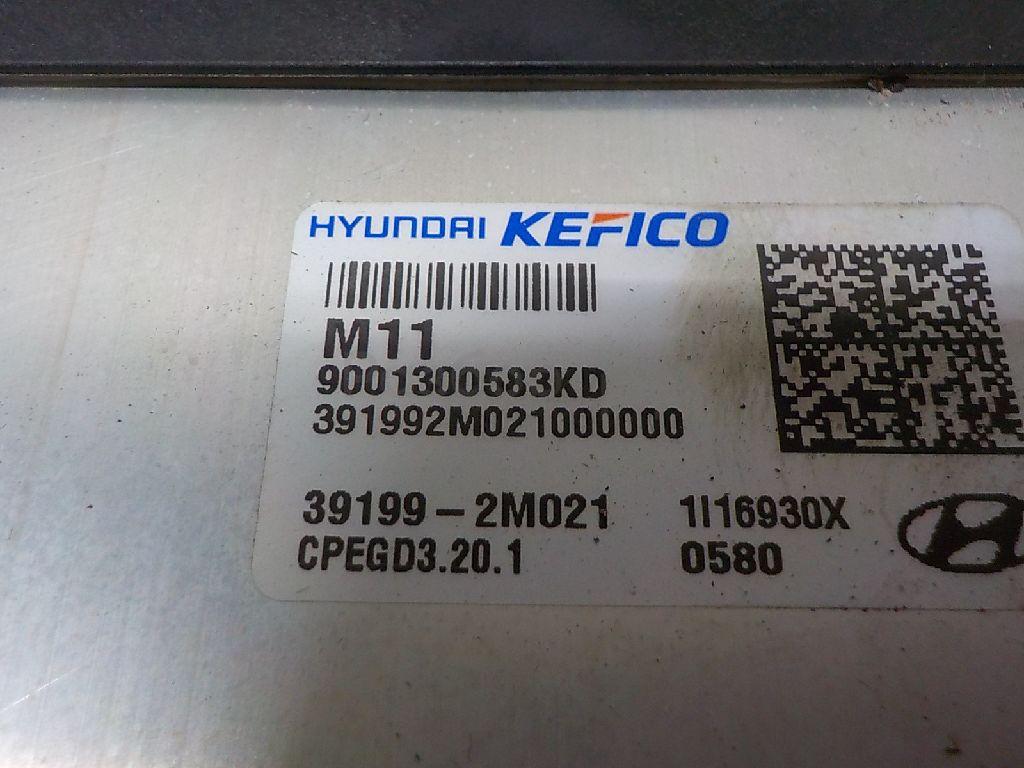 HYUNDAI KEFICO
M11
9001300583KD
391992M021000000
39199-2M021 1I16930X
CPEGD3.20.1 0580